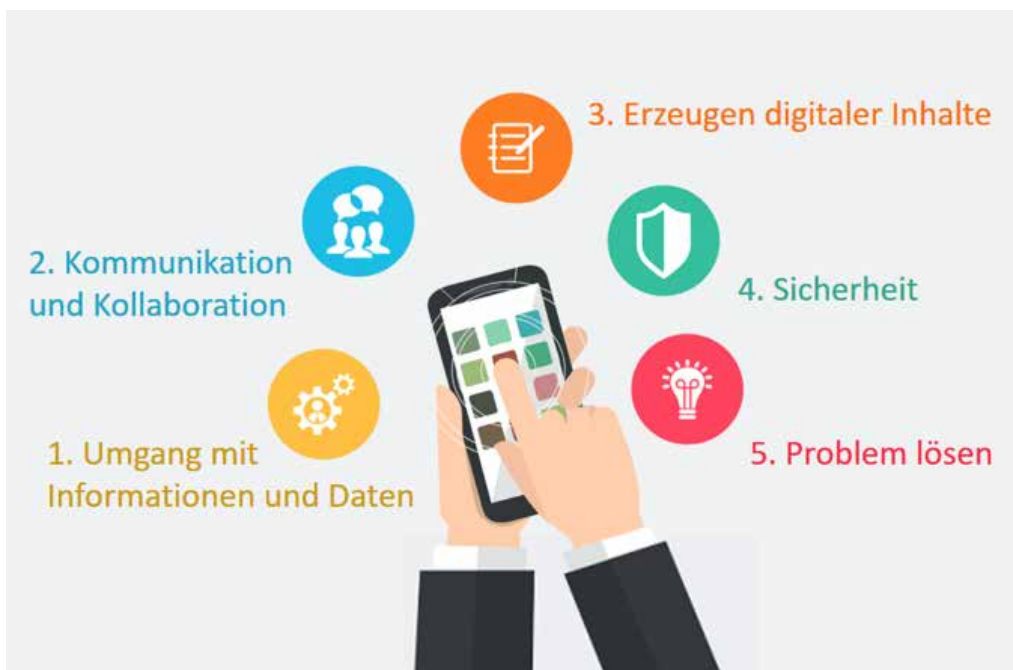 1. Umgang mit
Informationen und Daten
2. Kommunikation
und Kollaboration
3. Erzeugen digitaler Inhalte
4. Sicherheit
5. Problem lösen